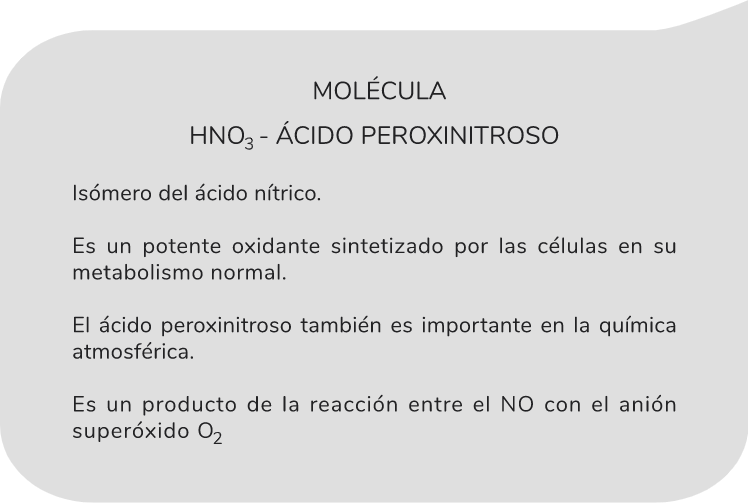 MOLÉCULA
HNO₃ - ÁCIDO PEROXINITROSO
Isómero del ácido nítrico.
Es un potente oxidante sintetizado por las células en su
metabolismo normal.
El ácido peroxinitroso también es importante en la química
atmosférica.
Es un producto de la reacción entre el NO con el anión
superóxido O₂